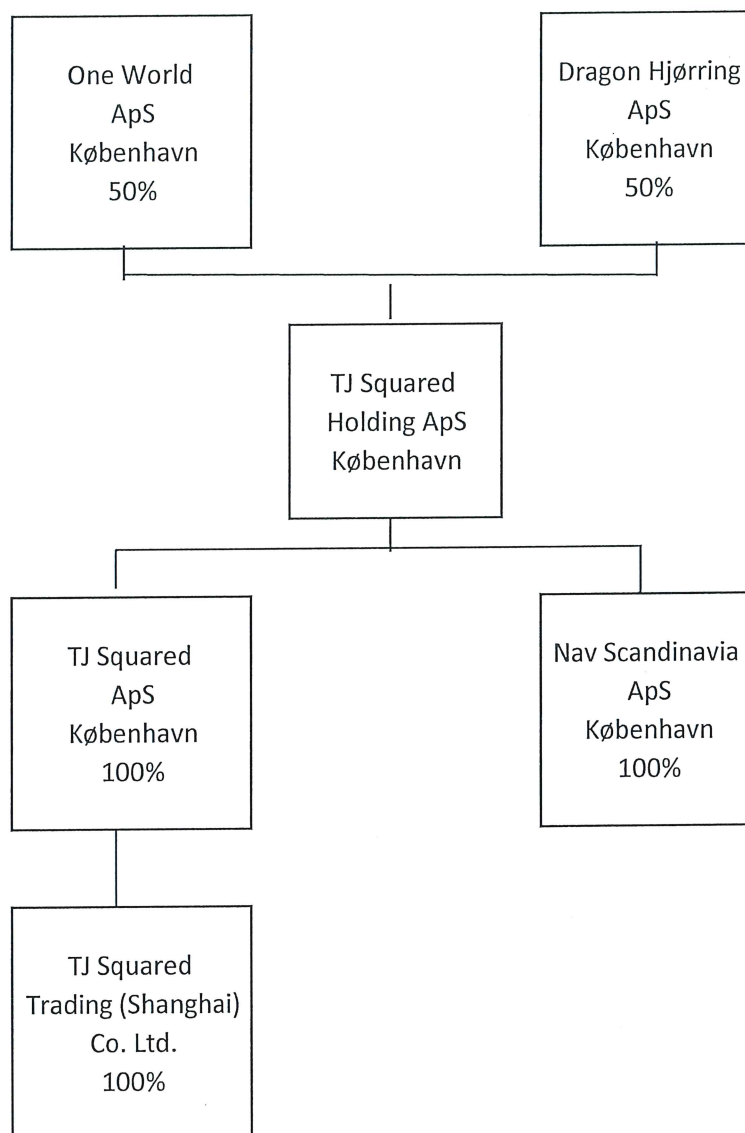 One World
ApS
København
50%
Dragon Hjørring
ApS
København
50%
TJ Squared
Holding ApS
København
TJ Squared
ApS
København
100%
Nav Scandinavia
ApS
København
100%
TJ Squared
Trading (Shanghai)
Co. Ltd.
100%